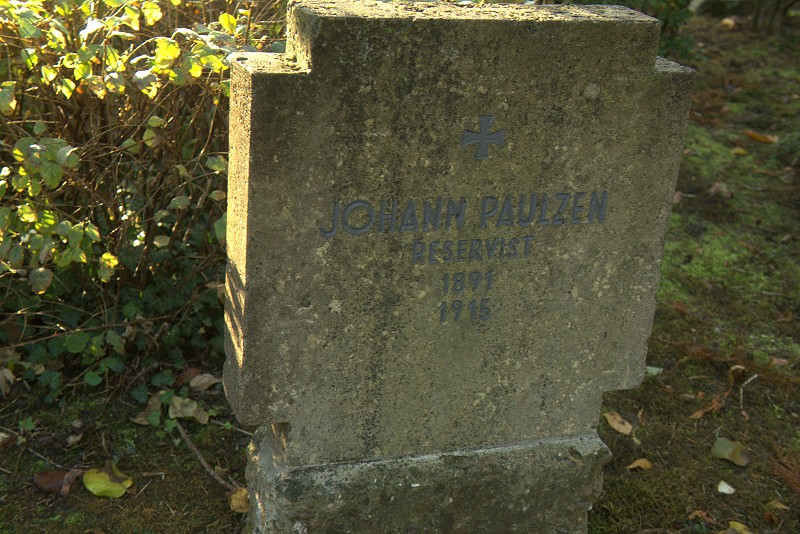 JOHANN PAULZEN
RESERVIST
1891
1915